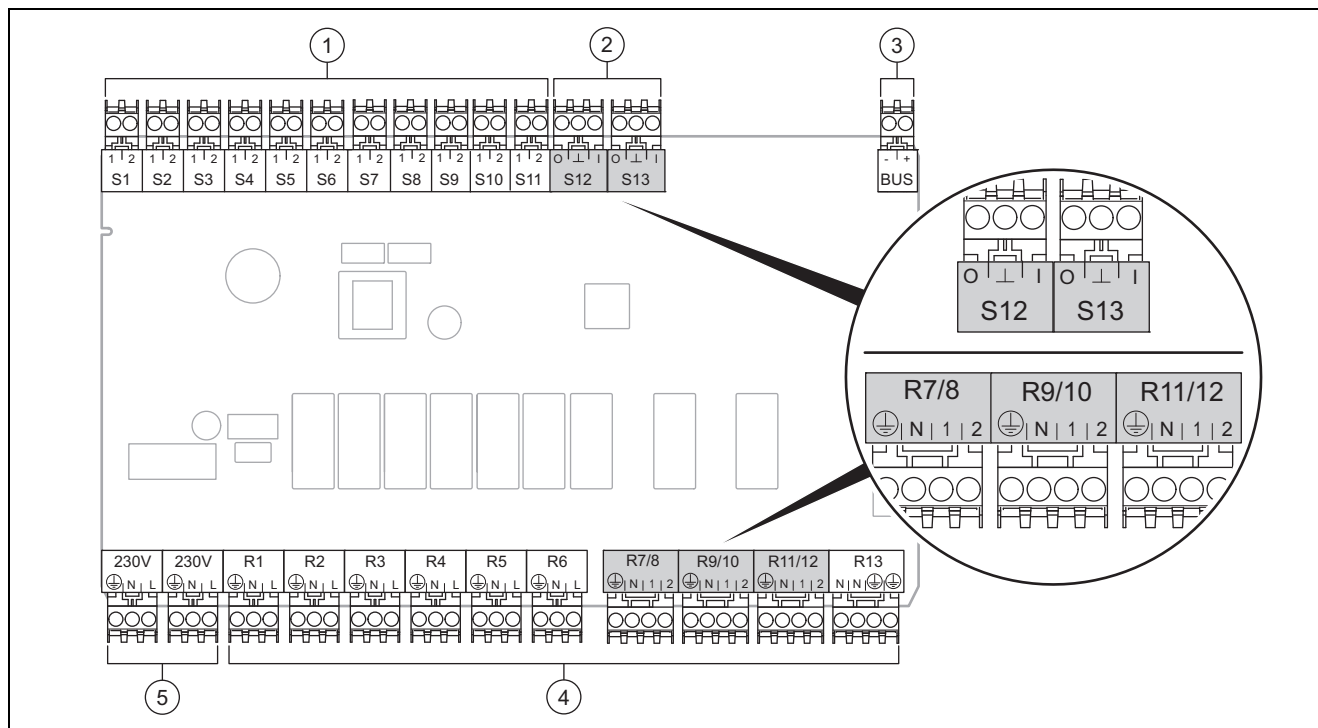 1 2 3
1 2 1 2 1 2 1 2 1 2 1 2 1 2 1 2 1 2 1 2 1 2 O ⊥ I O ⊥ I - +
S1 S2 S3 S4 S5 S6 S7 S8 S9 S10 S11 S12 S13 BUS
O ⊥ I O ⊥ I
S12 S13
R7/8 R9/10 R11/12
⏚ | N | 1 | 2 ⏚ | N | 1 | 2 ⏚ | N | 1 | 2
230V 230V R1 R2 R3 R4 R5 R6 R7/8 R9/10 R11/12 R13
⏚ N L ⏚ N L ⏚ N L ⏚ N L ⏚ N L ⏚ N L ⏚ N L ⏚ N L ⏚ | N | 1 | 2 ⏚ | N | 1 | 2 ⏚ | N | 1 | 2 N | N | ⏚ ⏚
5 4